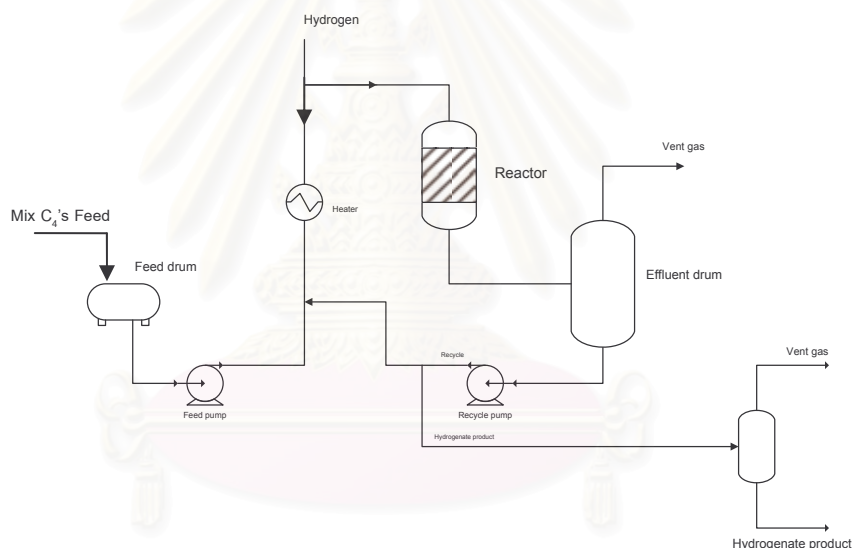 Hydrogen
Vent gas
Reactor
Heater
Mix C₄'s Feed
Feed drum
Effluent drum
Vent gas
Recycle
Feed pump
Recycle pump
Hydrogenate product
Hydrogenate product